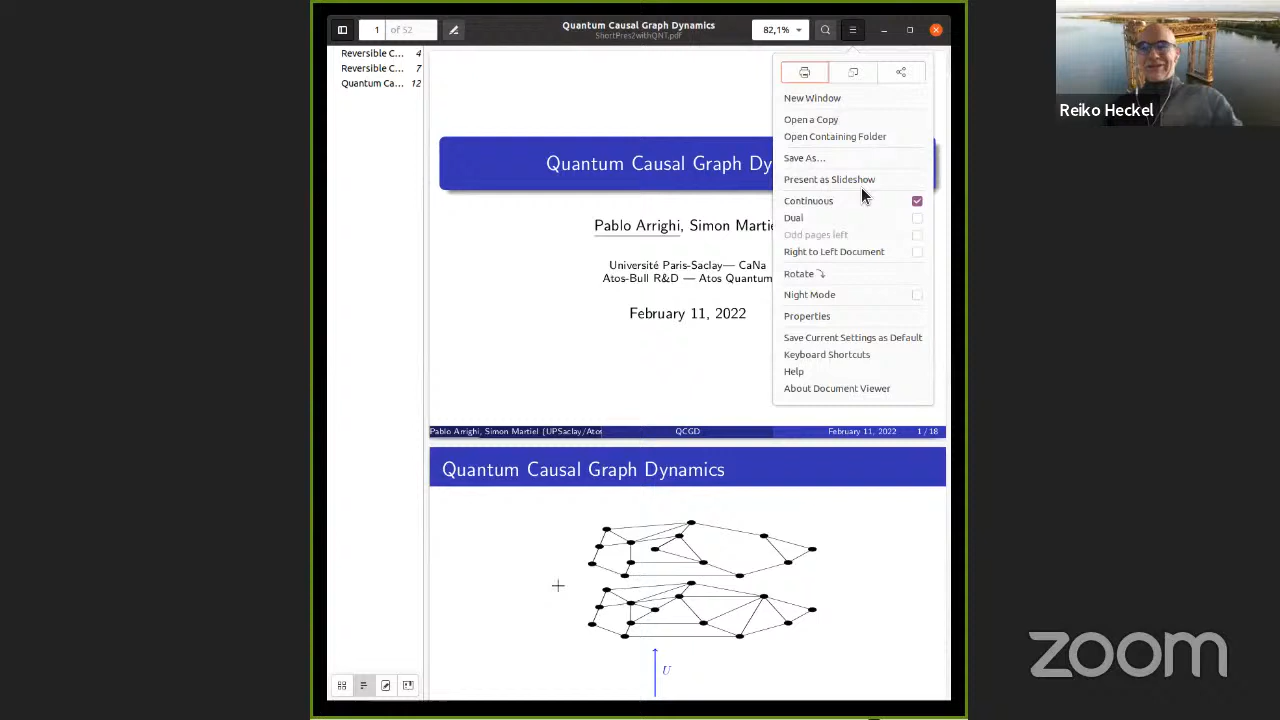 1 of 52
Quantum Causal Graph Dynamics
ShortPres2withQNT.pdf
82,1%
Reversible C... 4
Reversible C... 7
Quantum Ca... 12
Quantum Causal Graph Dy
Pablo Arrighi, Simon Martie
Université Paris-Saclay— CaNa
Atos-Bull R&D — Atos Quantum
February 11, 2022
Pablo Arrighi, Simon Martiel (UPSaclay/Atos
QCGD
February 11, 2022 1 / 18
Quantum Causal Graph Dynamics
+
U
New Window
Open a Copy
Open Containing Folder
Save As...
Present as Slideshow
Continuous
Dual
Odd pages left
Right to Left Document
Rotate
Night Mode
Properties
Save Current Settings as Default
Keyboard Shortcuts
Help
About Document Viewer
Reiko Heckel
zoom